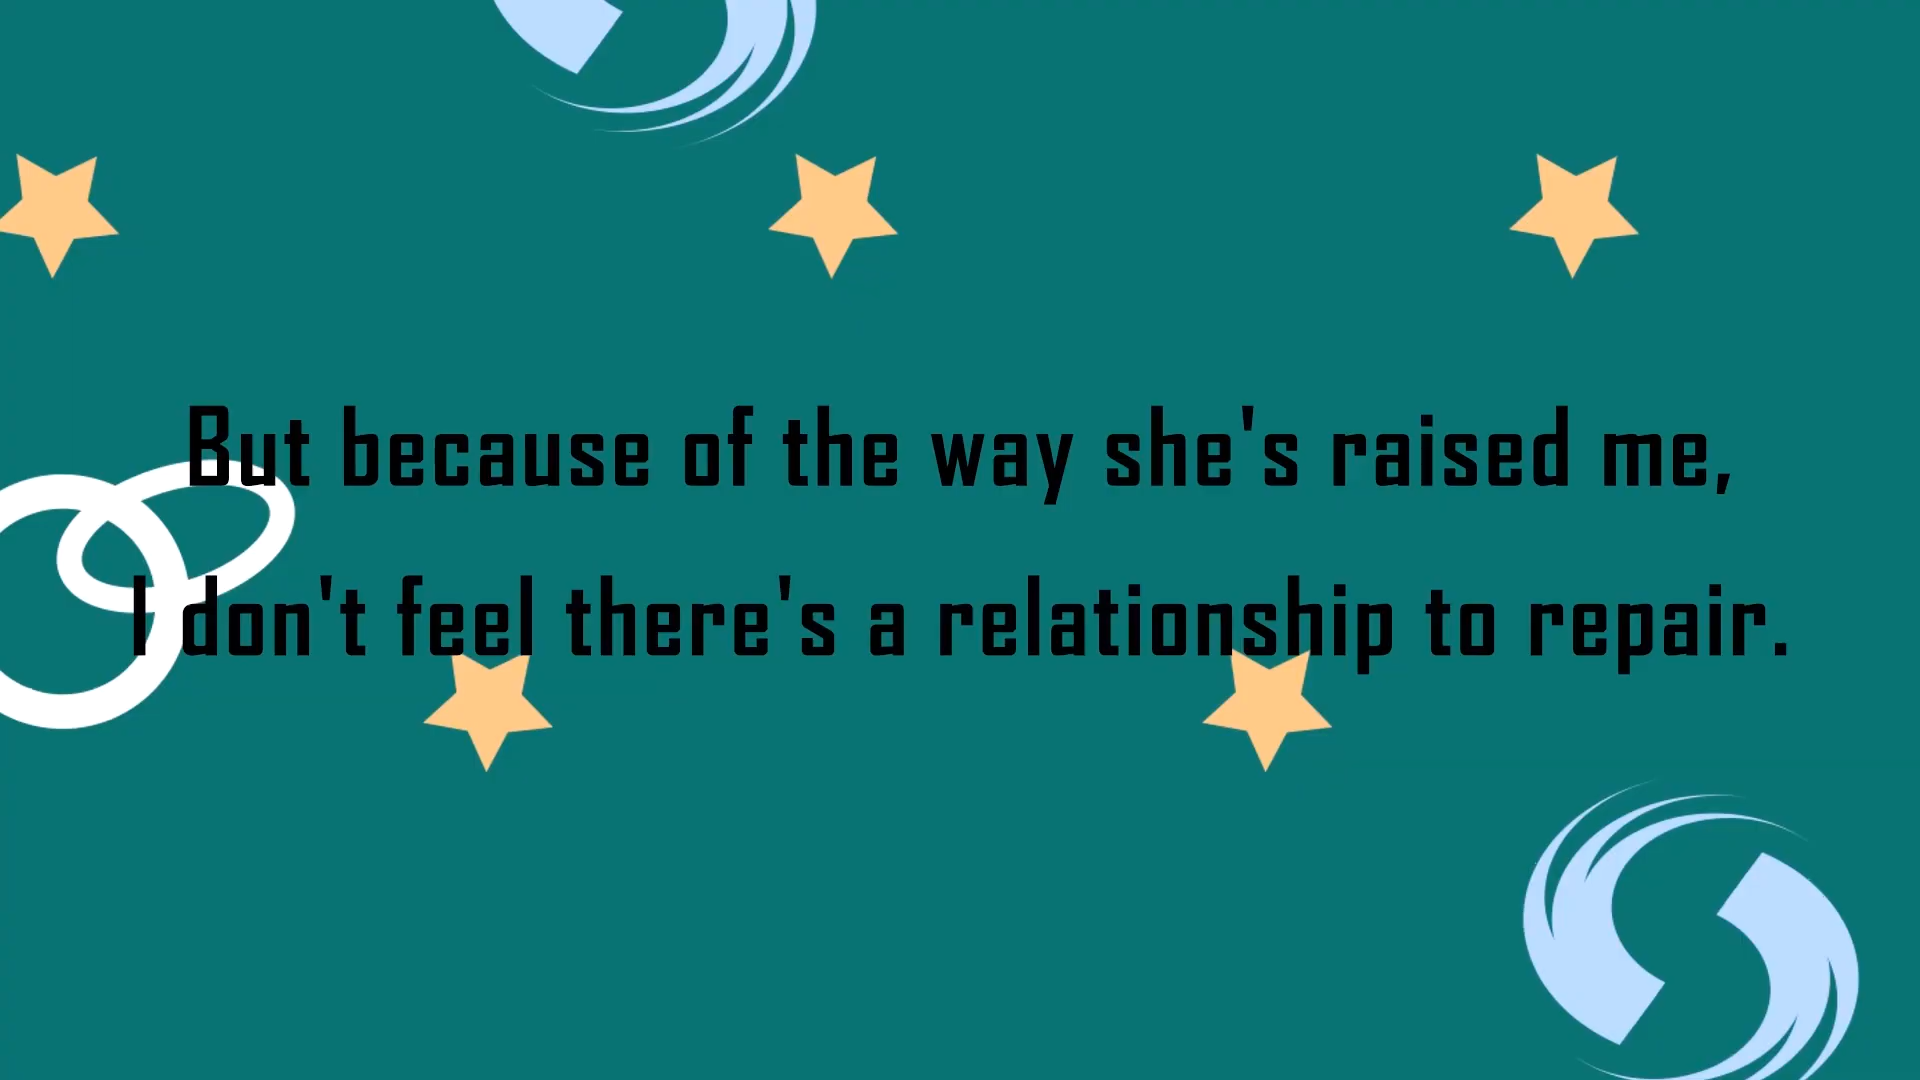 But because of the way she's raised me,
I don't feel there's a relationship to repair.